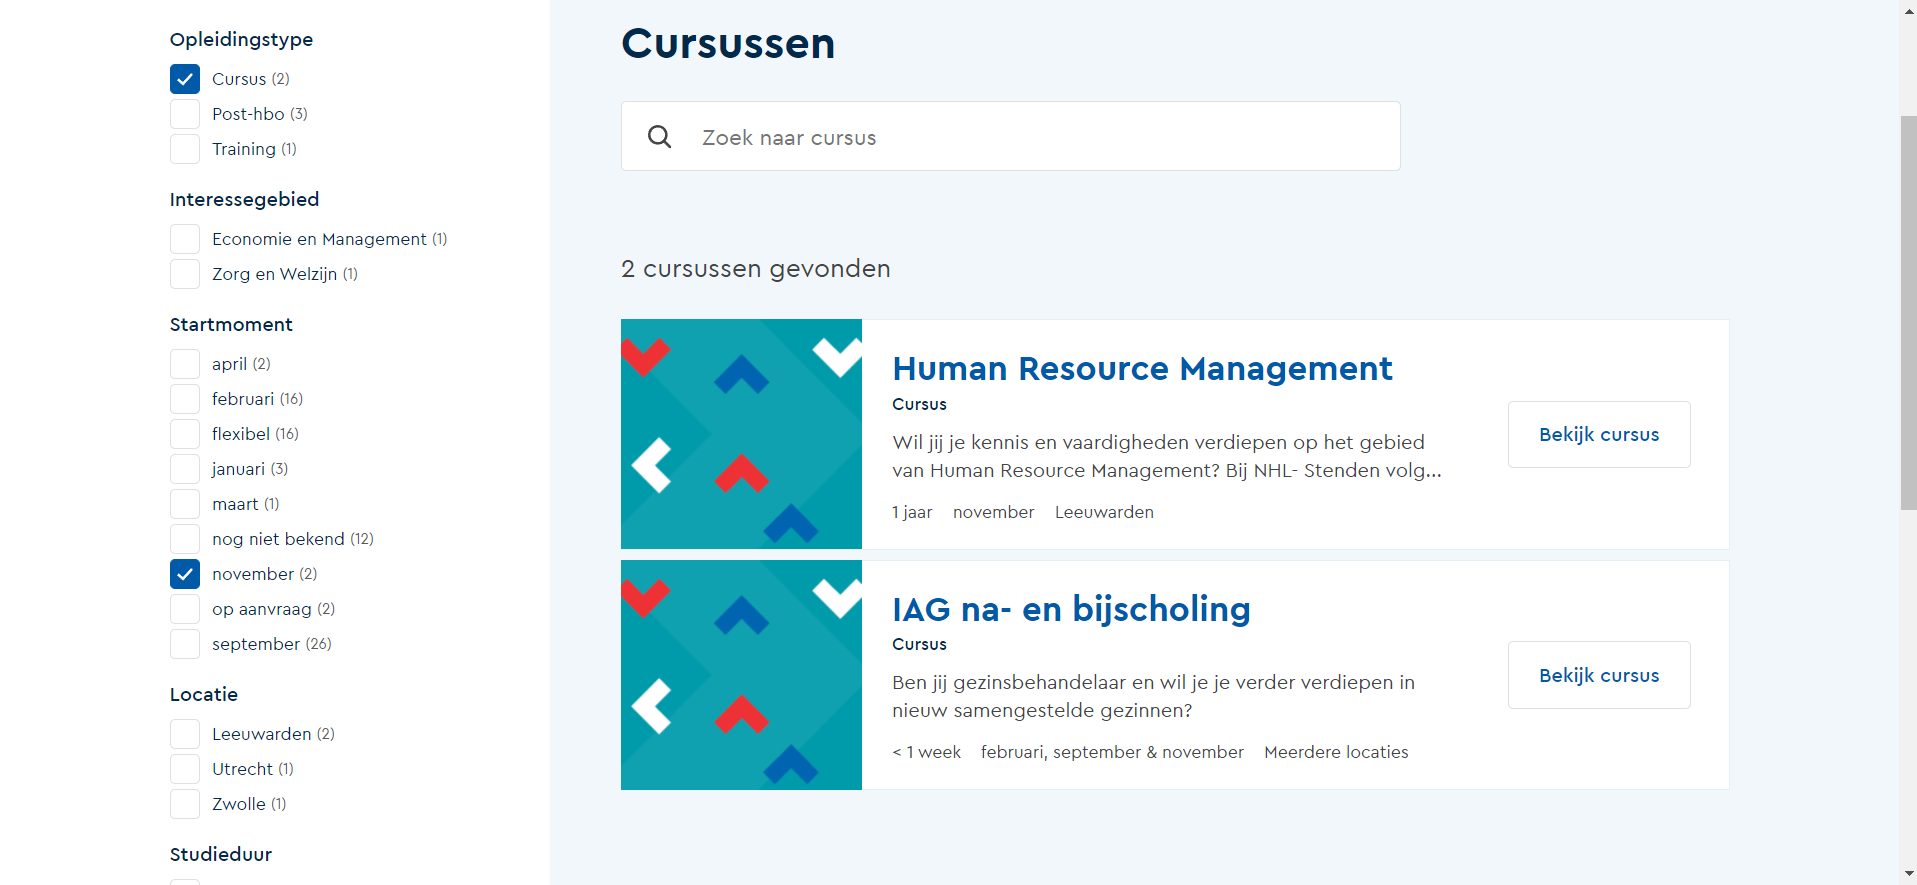 Opleidingstype
Cursus (2)
Post-hbo (3)
Training (1)
Interessegebied
Economie en Management (1)
Zorg en Welzijn (1)
Startmoment
april (2)
februari (16)
flexibel (16)
januari (3)
maart (1)
nog niet bekend (12)
november (2)
op aanvraag (2)
september (26)
Locatie
Leeuwarden (2)
Utrecht (1)
Zwolle (1)
Studieduur
Cursussen
Zoek naar cursus
2 cursussen gevonden
Human Resource Management
Cursus
Wil jij je kennis en vaardigheden verdiepen op het gebied
van Human Resource Management? Bij NHL- Stenden volg...
1 jaar november Leeuwarden
Bekijk cursus
IAG na- en bijscholing
Cursus
Ben jij gezinsbehandelaar en wil je je verder verdiepen in
nieuw samengestelde gezinnen?
< 1 week februari, september & november Meerdere locaties
Bekijk cursus